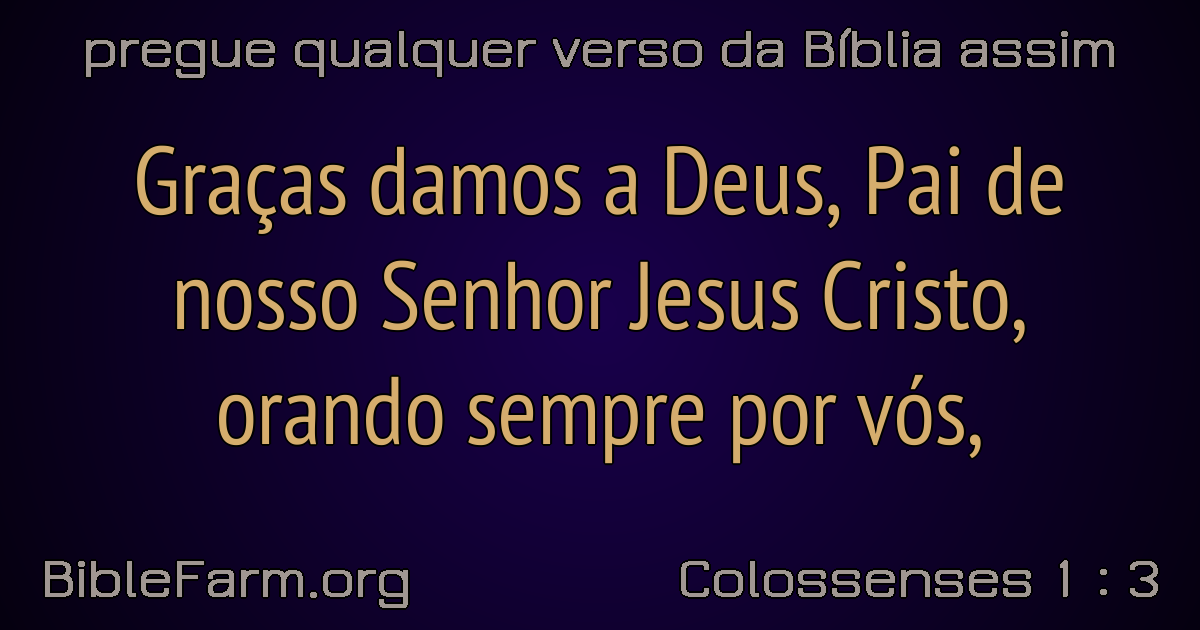 pregue qualquer verso da Bíblia assim
Graças damos a Deus, Pai de
nosso Senhor Jesus Cristo,
orando sempre por vós,
BibleFarm.org
Colossenses 1 : 3